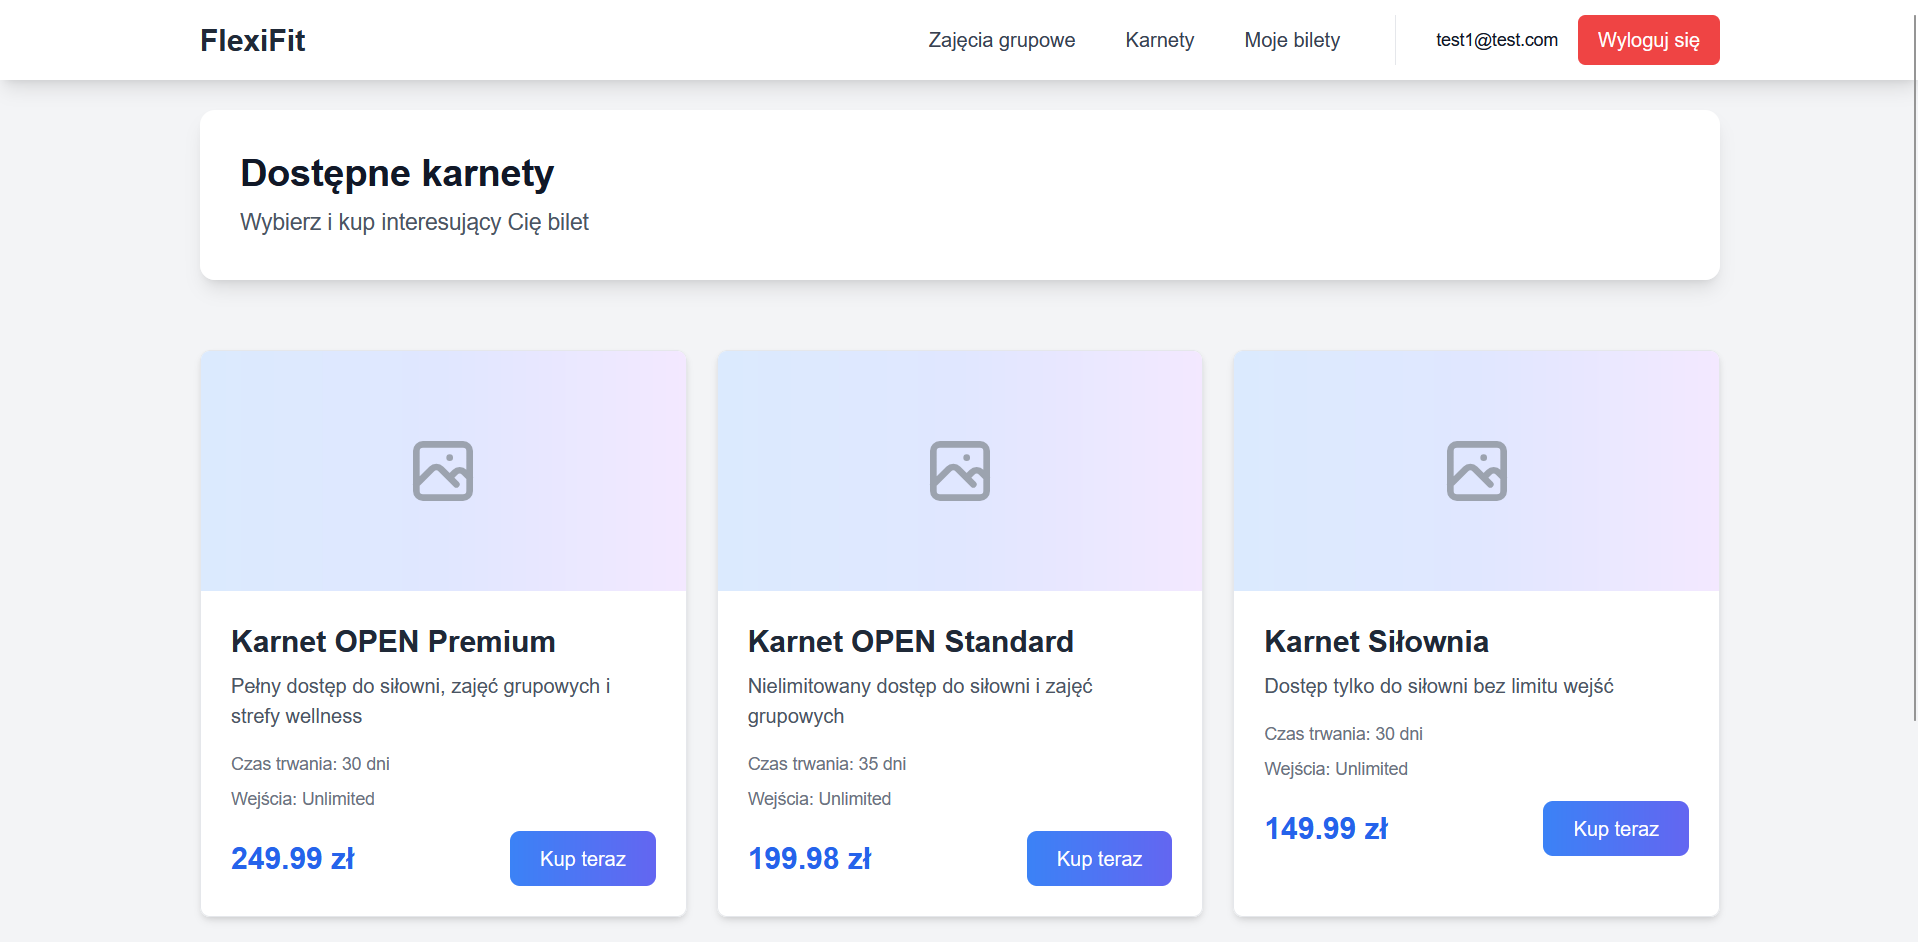 FlexiFit
Zajęcia grupowe
Karnety
Moje bilety
test1@test.com
Wyloguj się
Dostępne karnety
Wybierz i kup interesujący Cię bilet
Karnet OPEN Premium
Pełny dostęp do siłowni, zajęć grupowych i
strefy wellness
Czas trwania: 30 dni
Wejścia: Unlimited
249.99 zł
Kup teraz
Karnet OPEN Standard
Nielimitowany dostęp do siłowni i zajęć
grupowych
Czas trwania: 35 dni
Wejścia: Unlimited
199.98 zł
Kup teraz
Karnet Siłownia
Dostęp tylko do siłowni bez limitu wejść
Czas trwania: 30 dni
Wejścia: Unlimited
149.99 zł
Kup teraz